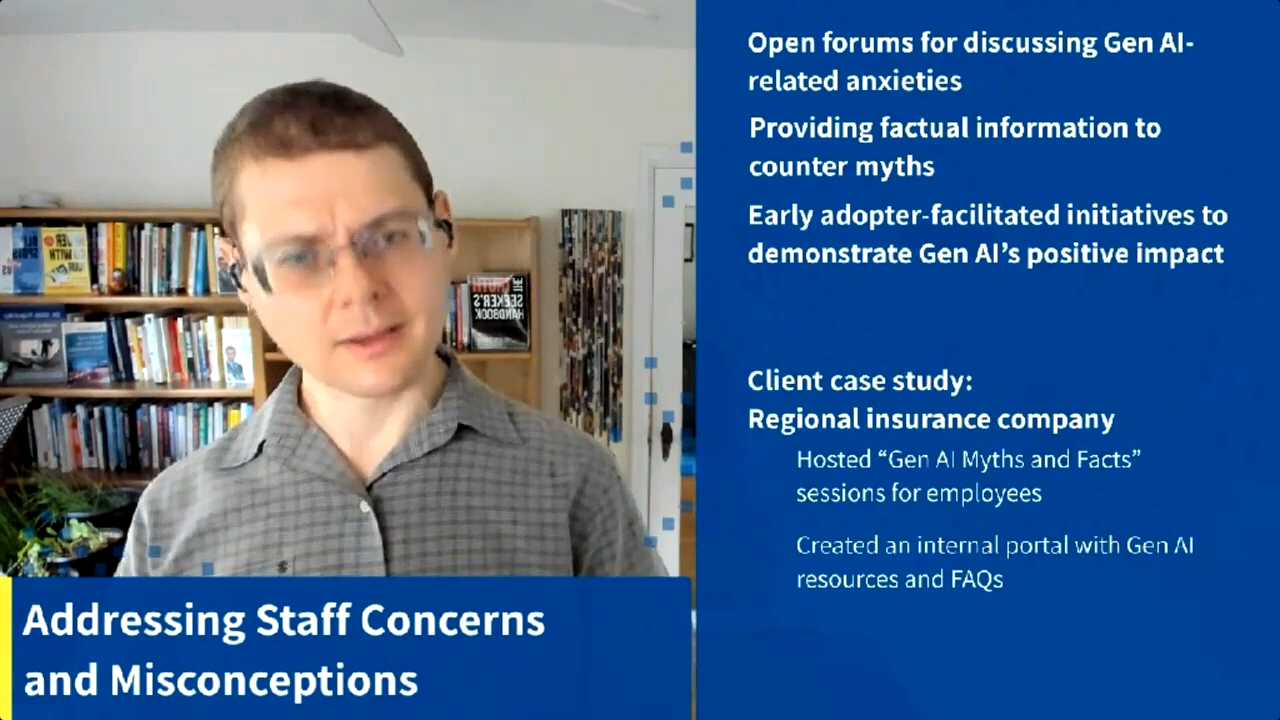 Open forums for discussing Gen AI-
related anxieties
Providing factual information to
counter myths
Early adopter-facilitated initiatives to
demonstrate Gen AI’s positive impact
Client case study:
Regional insurance company
Hosted “Gen AI Myths and Facts”
sessions for employees
Created an internal portal with Gen AI
resources and FAQs
THE
SEEKER'S
HANDBOOK
Addressing Staff Concerns
and Misconceptions